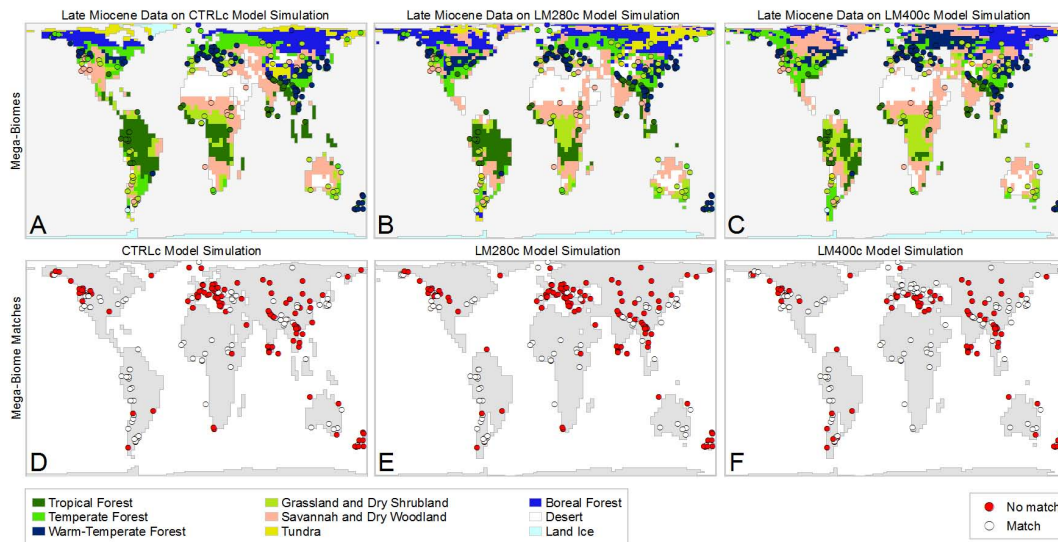 Late Miocene Data on CTRLc Model Simulation
Late Miocene Data on LM280c Model Simulation
Late Miocene Data on LM400c Model Simulation
Mega-Biomes
A
B
C
CTRLc Model Simulation
LM280c Model Simulation
LM400c Model Simulation
Mega-Biome Matches
D
E
F
Tropical Forest
Temperate Forest
Warm-Temperate Forest
Grassland and Dry Shrubland
Savannah and Dry Woodland
Tundra
Boreal Forest
Desert
Land Ice
No match
Match